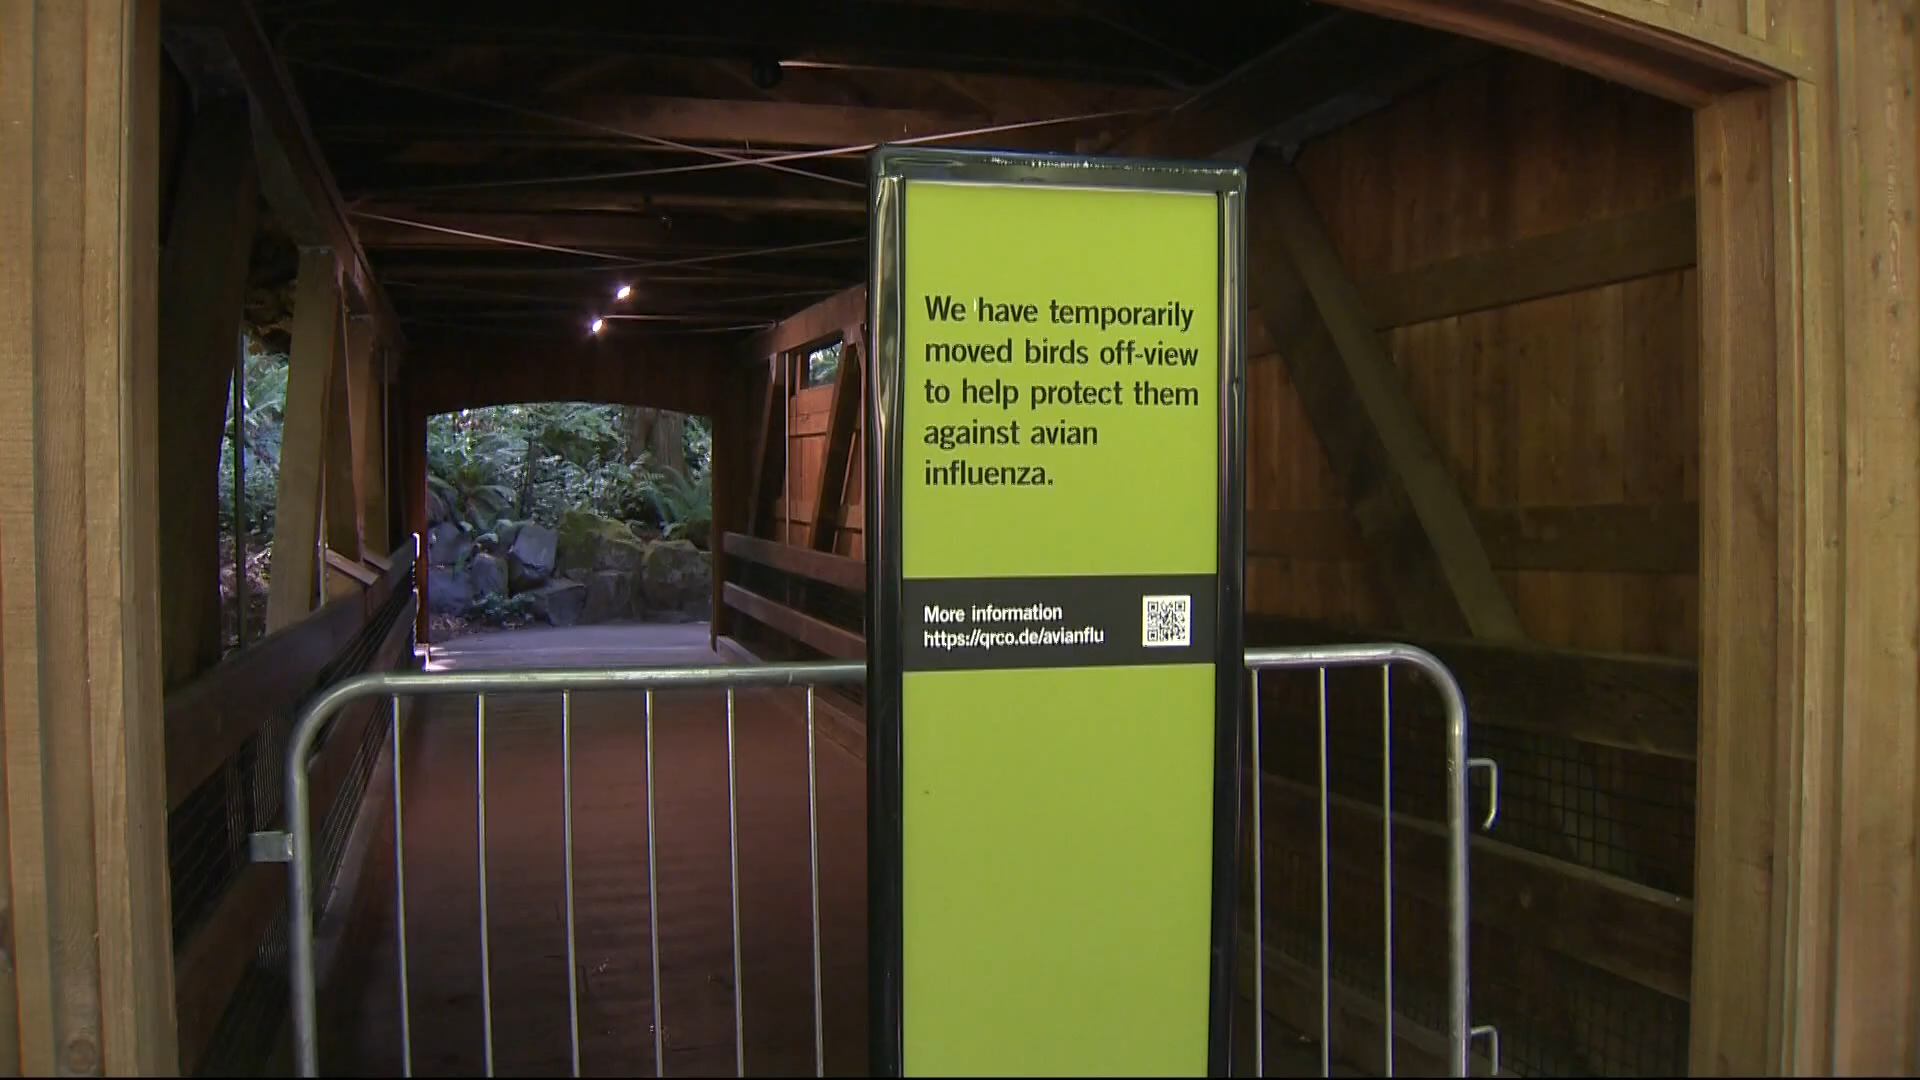 We have temporarily
moved birds off-view
to help protect them
against avian
influenza.
More information
https://qrco.de/avianflu